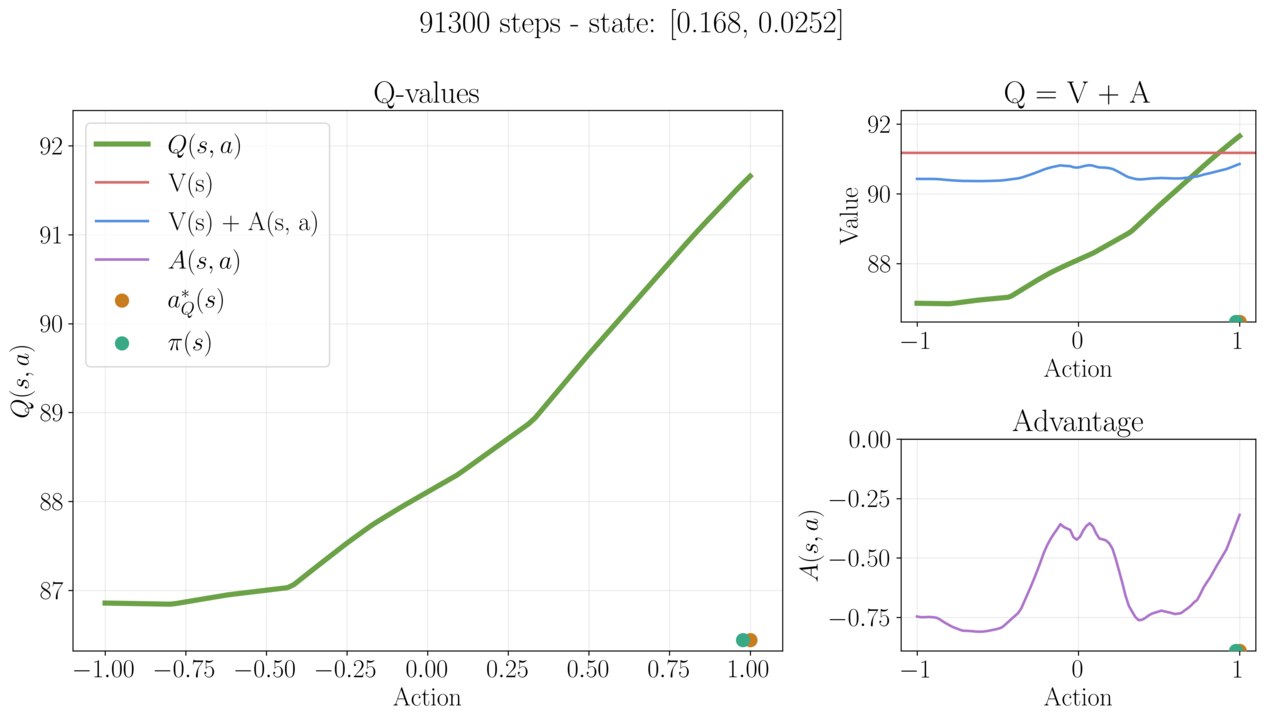 91300 steps - state: [0.168, 0.0252]
Q-values
Q(s, a)
92
91
90
89
88
87
−1.00 −0.75 −0.50 −0.25 0.00 0.25 0.50 0.75 1.00
Action
Q(s, a)
V(s)
V(s) + A(s, a)
A(s, a)
a*_Q(s)
π(s)
Q = V + A
Value
92
90
88
−1 0 1
Action
Advantage
A(s, a)
0.00
−0.25
−0.50
−0.75
−1 0 1
Action